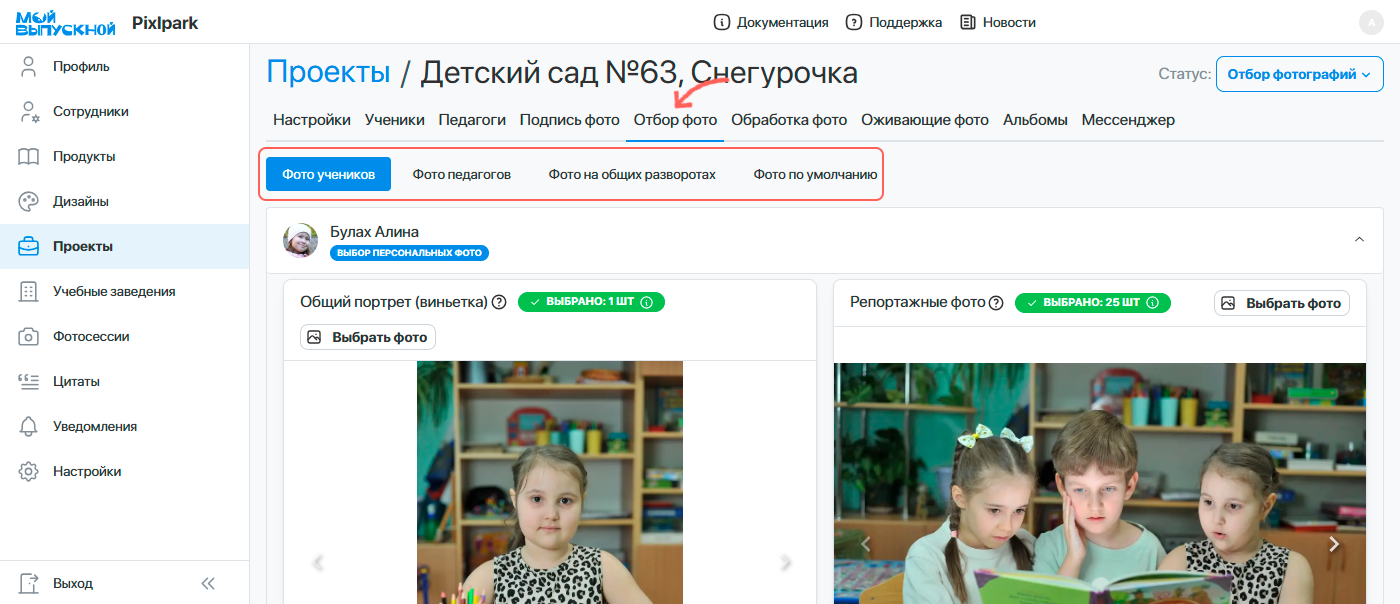 МОЙ
ВЫПУСКНОЙ
Pixlpark
Документация
Поддержка
Новости
A
Профиль
Сотрудники
Продукты
Дизайны
Проекты
Учебные заведения
Фотосессии
Цитаты
Уведомления
Настройки
Выход
Проекты / Детский сад №63, Снегурочка
Статус: Отбор фотографий
Настройки Ученики Педагоги Подпись фото Отбор фото Обработка фото Оживающие фото Альбомы Мессенджер
Фото учеников Фото педагогов Фото на общих разворотах Фото по умолчанию
Булах Алина
ВЫБОР ПЕРСОНАЛЬНЫХ ФОТО
Общий портрет (виньетка) ВЫБРАНО: 1 ШТ
Выбрать фото
Репортажные фото ВЫБРАНО: 25 ШТ Выбрать фото